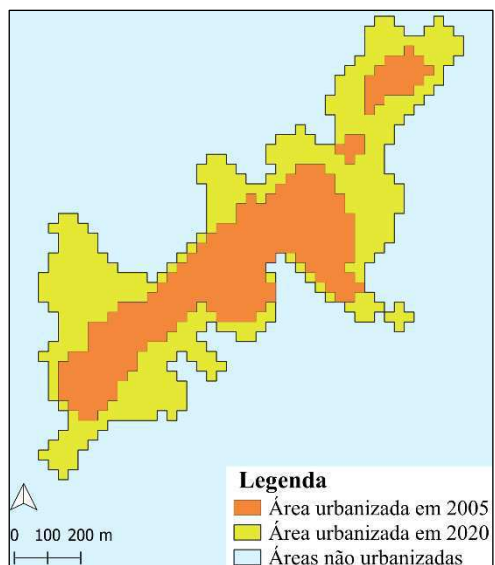 Legenda
Área urbanizada em 2005
Área urbanizada em 2020
Áreas não urbanizadas
0 100 200 m